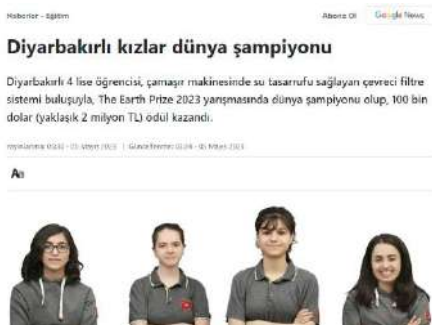 Haberler - Eğitim
Abone Ol
Google News
Diyarbakırlı kızlar dünya şampiyonu
Diyarbakırlı 4 lise öğrencisi, çamaşır makinesinde su tasarrufu sağlayan çevreci filtre
sistemi buluşuyla, The Earth Prize 2023 yarışmasında dünya şampiyonu olup, 100 bin
dolar (yaklaşık 2 milyon TL) ödül kazandı.
Aa